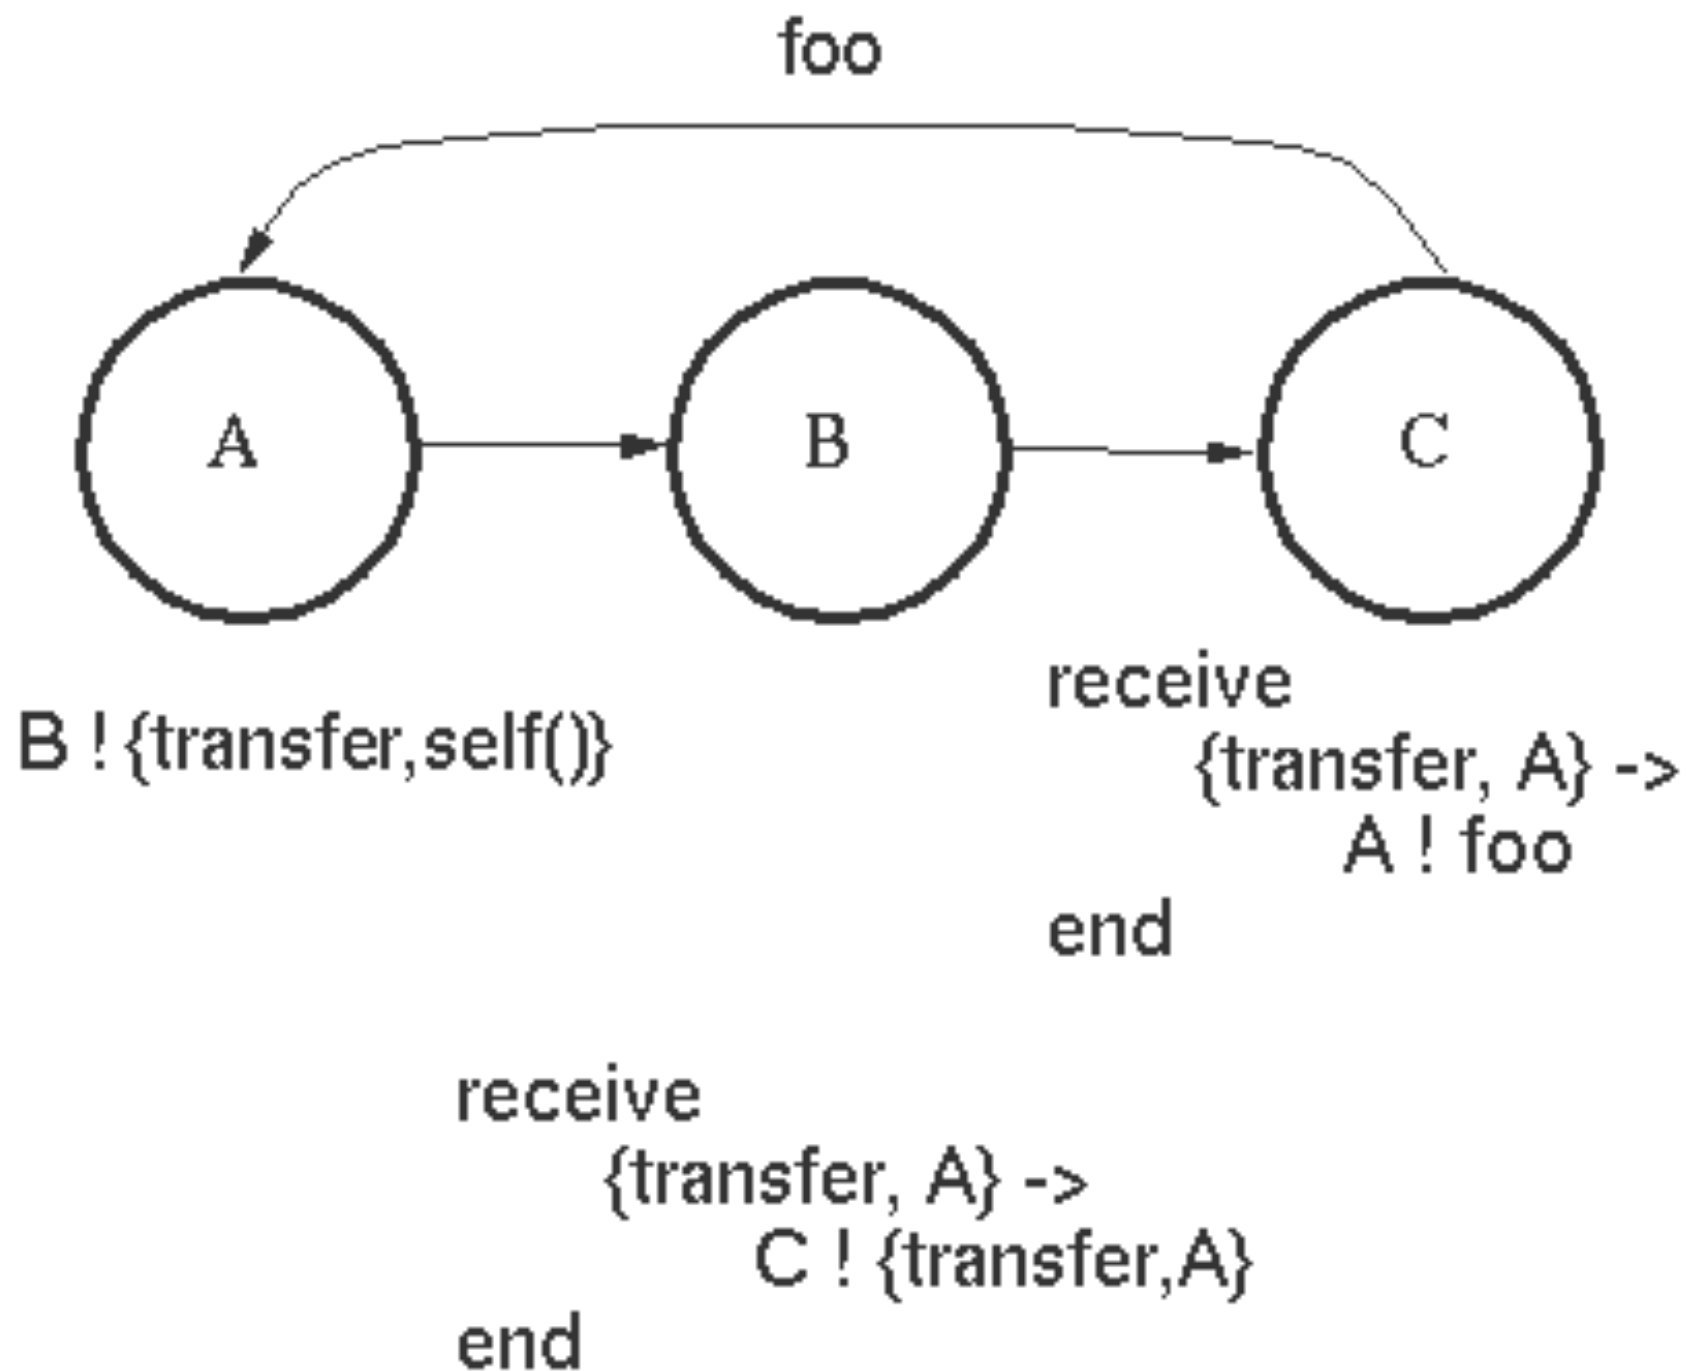 foo
A
B
C
B ! {transfer,self()}
receive
{transfer, A} ->
A ! foo
end
receive
{transfer, A} ->
C ! {transfer,A}
end